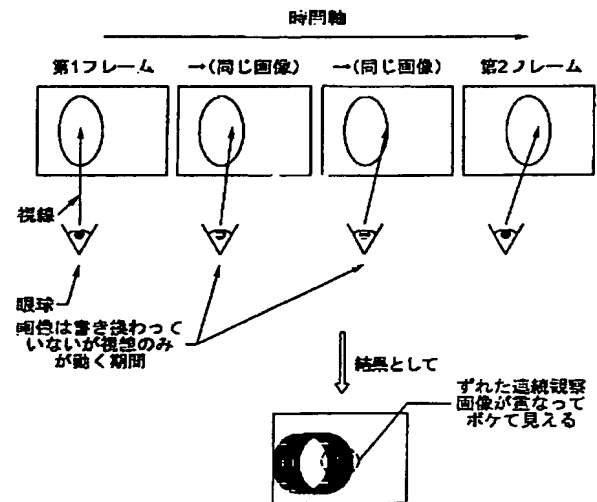 時間軸
第1フレーム
→(同じ画像)
→(同じ画像)
第2フレーム
視線
眼球
画像は書き換わって
いないが視線のみ
が動く期間
結果として
ずれた連続観察
画像が重なって
ボケて見える